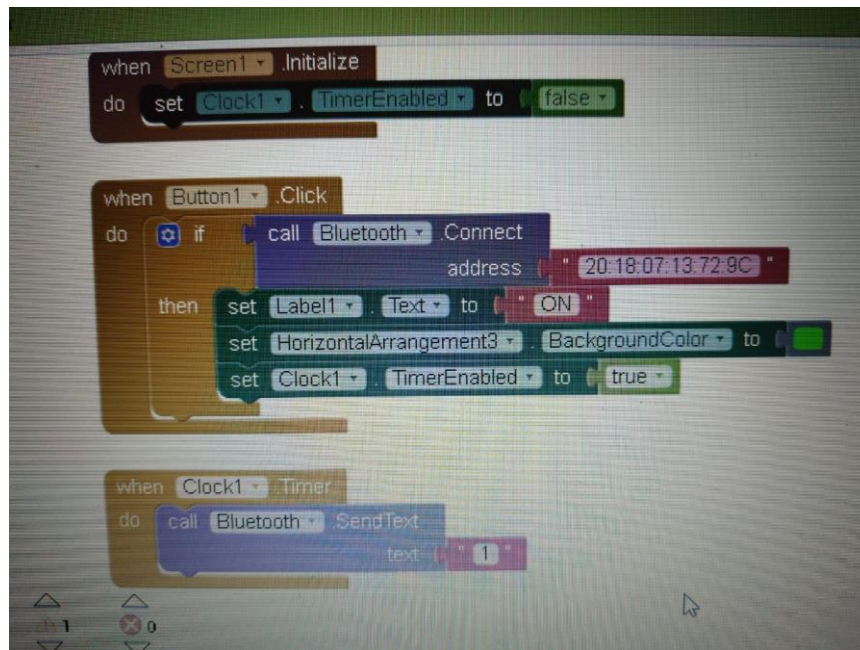 when Screen1 .Initialize
do set Clock1 . TimerEnabled to false
when Button1 .Click
do if call Bluetooth .Connect
address " 20:18:07:13:72:9C "
then set Label1 . Text to " ON "
set HorizontalArrangement3 . BackgroundColor to
set Clock1 . TimerEnabled to true
when Clock1 .Timer
do call Bluetooth .SendText
text " 1 "
1 0